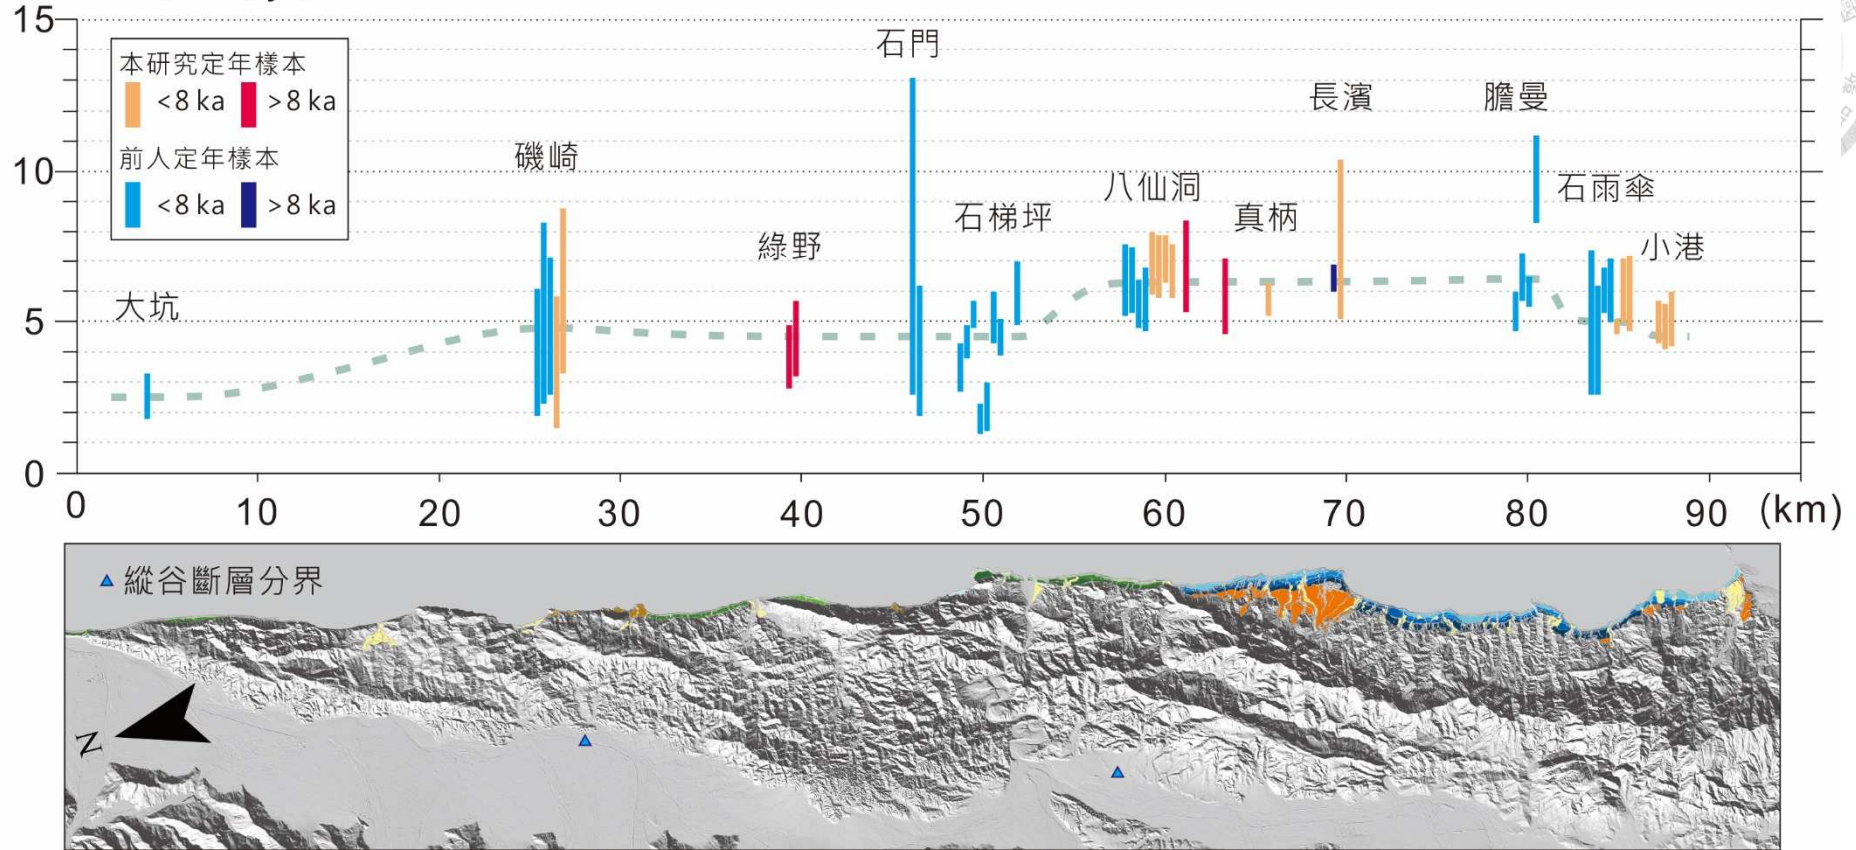 15
10
5
0
本研究定年樣本
<8 ka >8 ka
前人定年樣本
<8 ka >8 ka
大坑
磯崎
綠野
石門
石梯坪
八仙洞
真柄
長濱
膽曼
石雨傘
小港
0 10 20 30 40 50 60 70 80 90 (km)
縱谷斷層分界
N